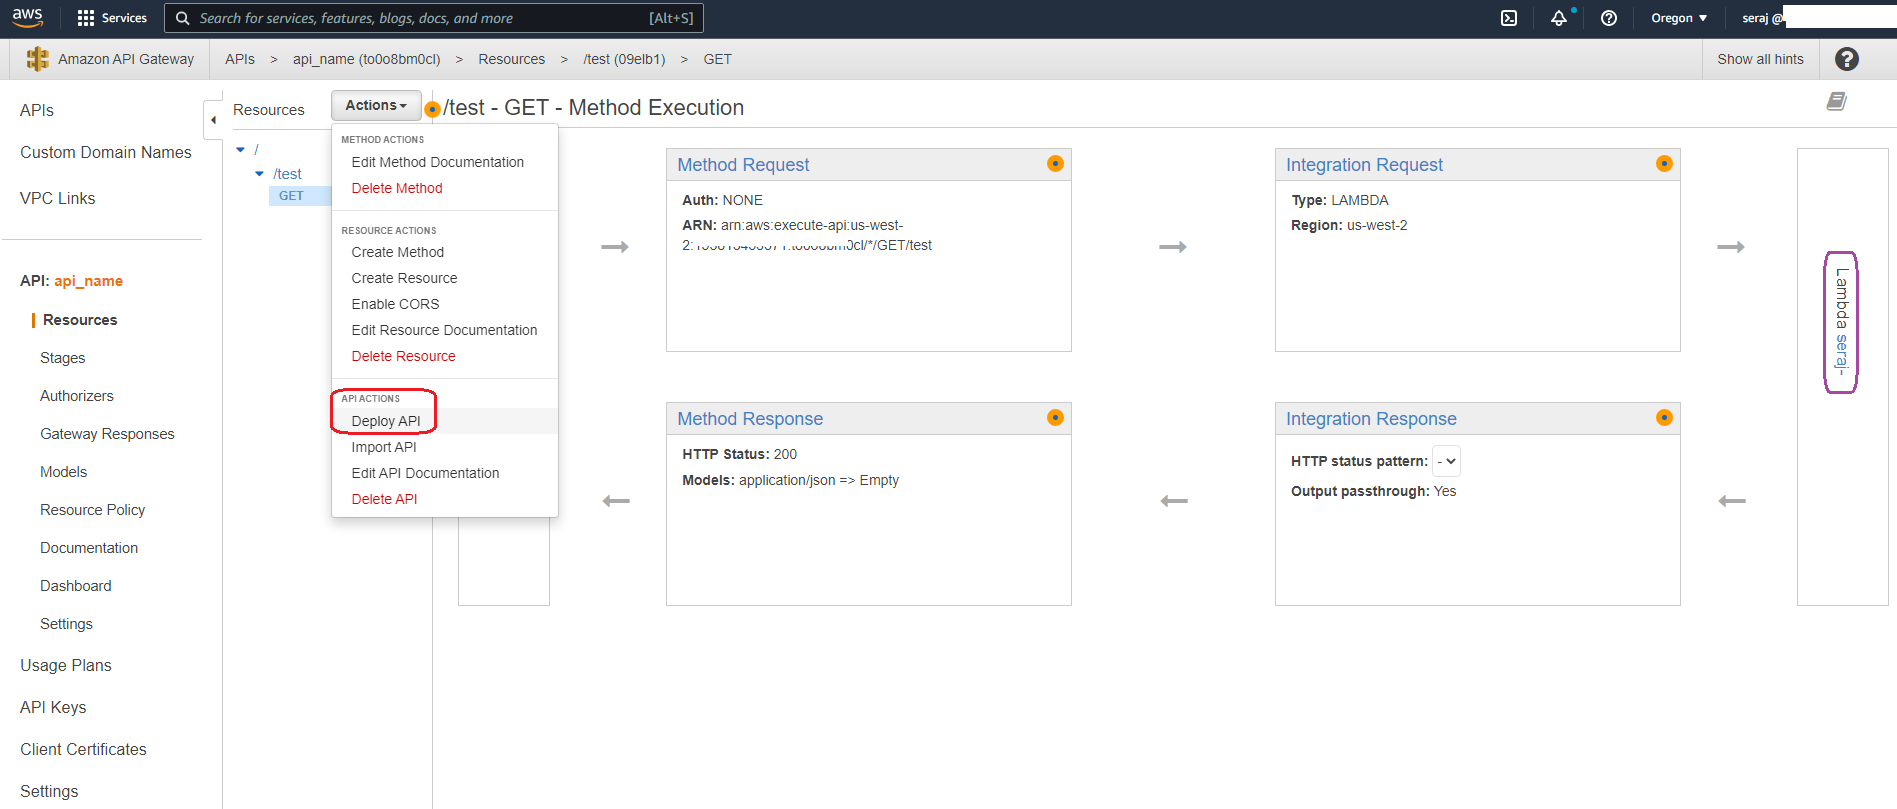 aws
Services
Search for services, features, blogs, docs, and more
[Alt+S]
Oregon
seraj @
Amazon API Gateway
APIs > api_name (to0o8bm0cl) > Resources > /test (09elb1) > GET
Show all hints
APIs
Custom Domain Names
VPC Links
API: api_name
Resources
Stages
Authorizers
Gateway Responses
Models
Resource Policy
Documentation
Dashboard
Settings
Usage Plans
API Keys
Client Certificates
Settings
Resources
Actions
/
/test
GET
METHOD ACTIONS
Edit Method Documentation
Delete Method
RESOURCE ACTIONS
Create Method
Create Resource
Enable CORS
Edit Resource Documentation
Delete Resource
API ACTIONS
Deploy API
Import API
Edit API Documentation
Delete API
/test - GET - Method Execution
Method Request
Auth: NONE
ARN: arn:aws:execute-api:us-west-
/*/GET/test
Integration Request
Type: LAMBDA
Region: us-west-2
Lambda seraj-
Method Response
HTTP Status: 200
Models: application/json => Empty
Integration Response
HTTP status pattern: -
Output passthrough: Yes